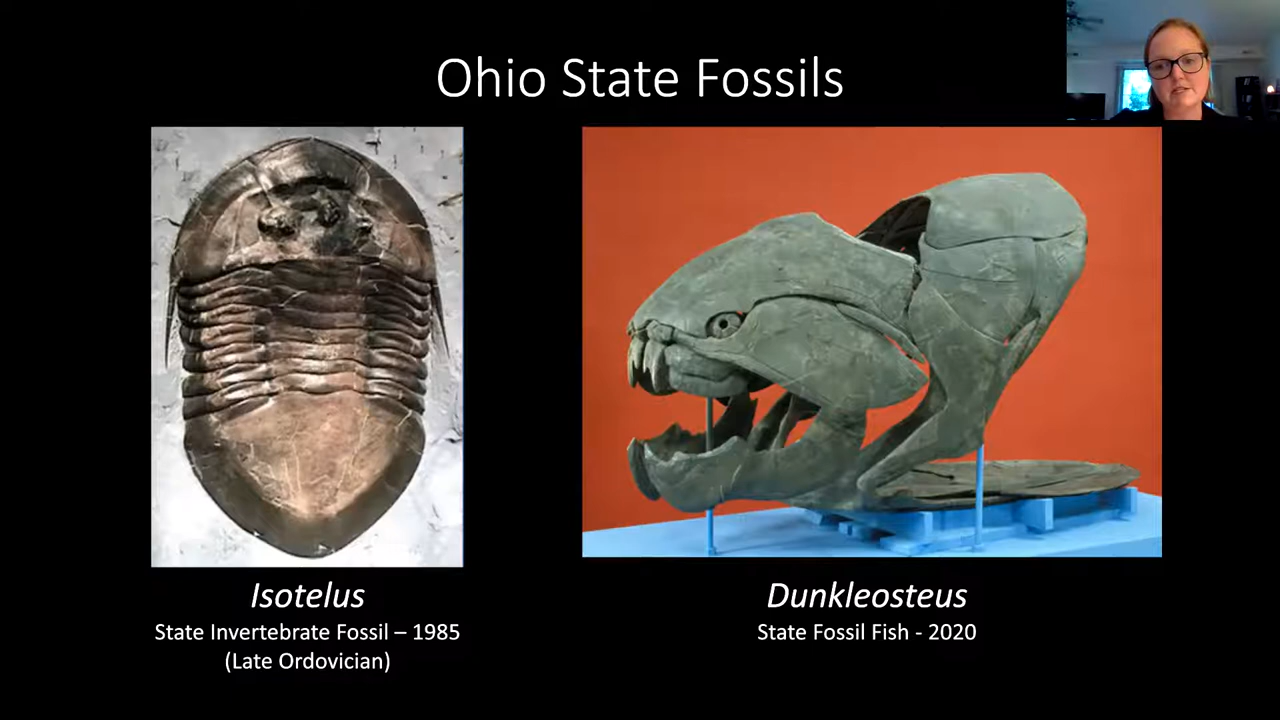 Ohio State Fossils
Isotelus
State Invertebrate Fossil – 1985
(Late Ordovician)
Dunkleosteus
State Fossil Fish - 2020